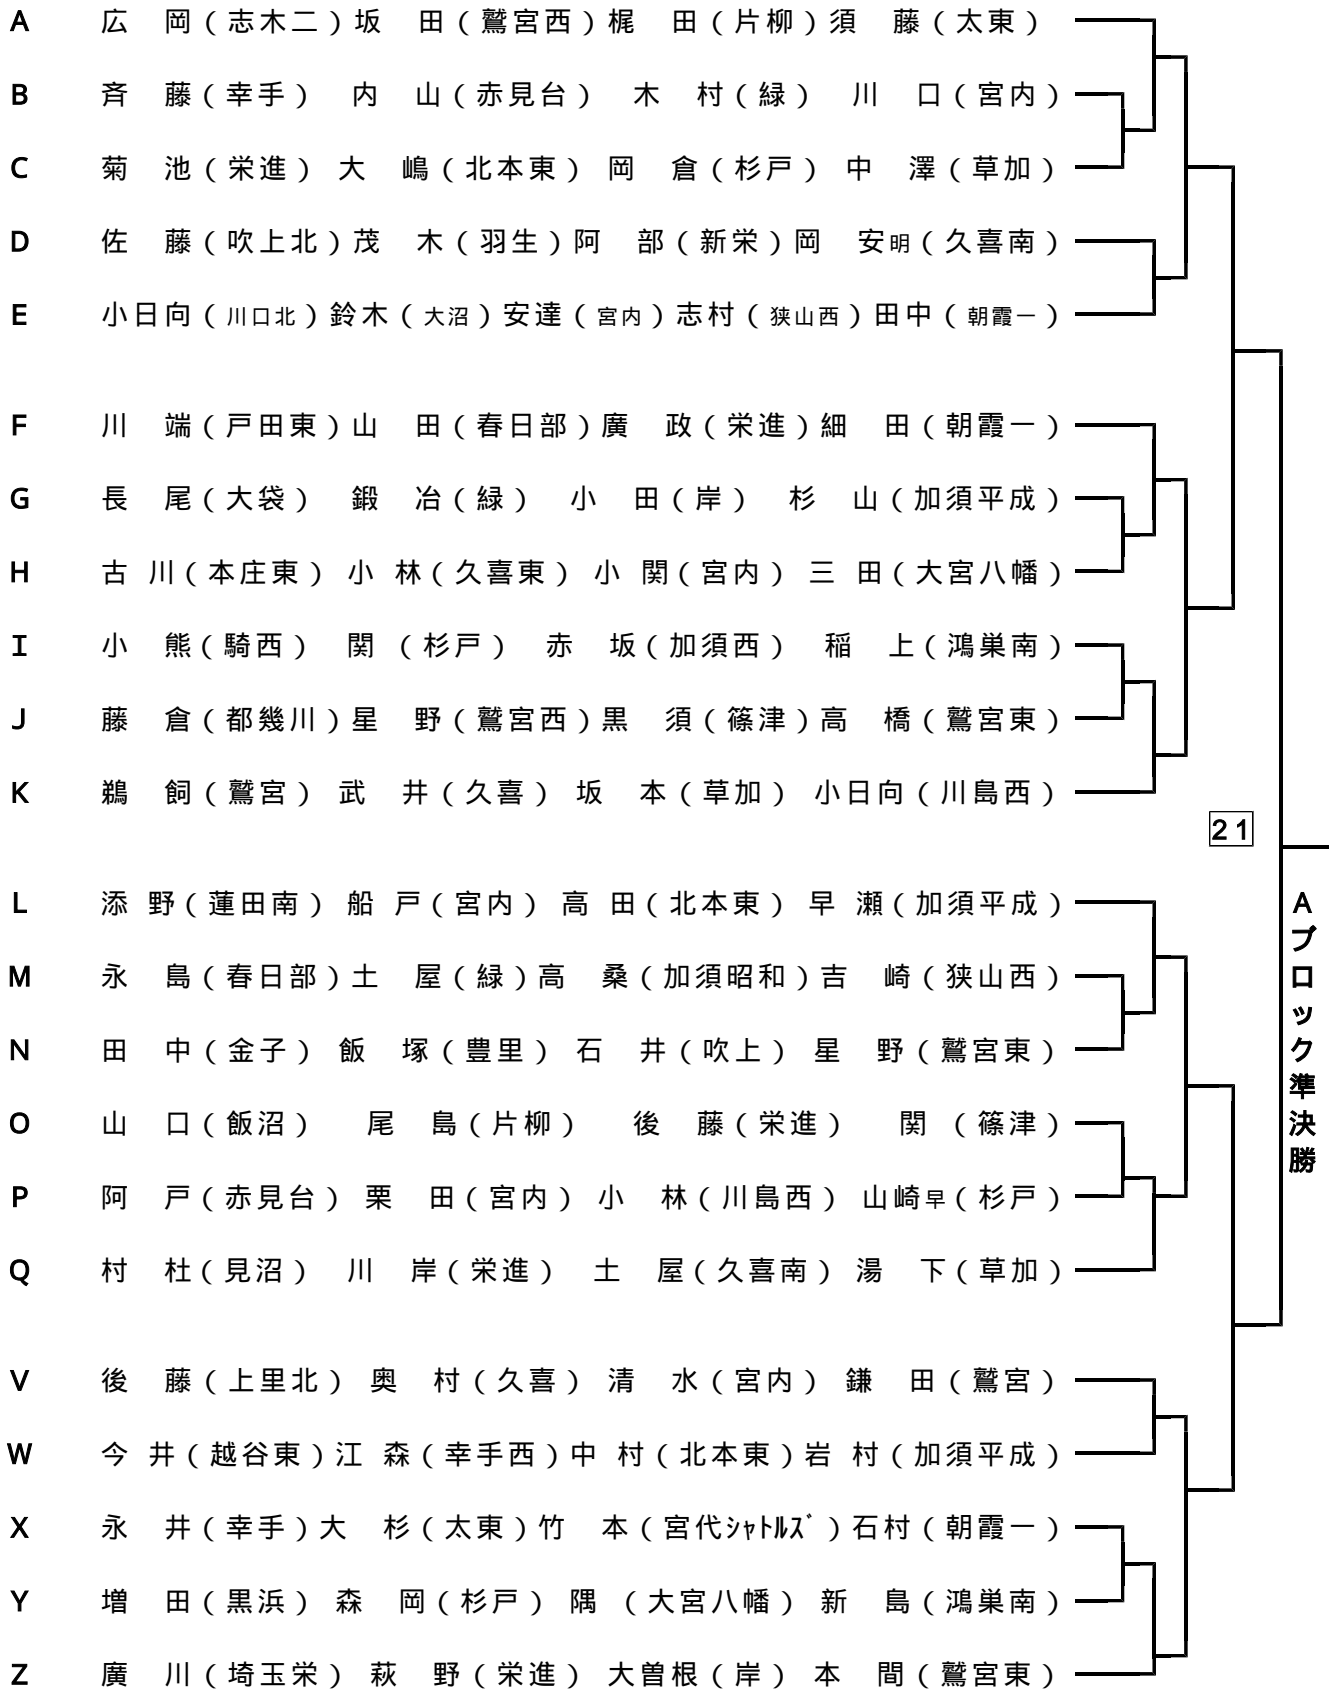 A 広 岡（志木二）坂 田（鷲宮西）梶 田（片柳）須 藤（太東）
B 斉 藤（幸手） 内 山（赤見台） 木 村（緑） 川 口（宮内）
C 菊 池（栄進） 大 嶋（北本東） 岡 倉（杉戸） 中 澤（草加）
D 佐 藤（吹上北）茂 木（羽生）阿 部（新栄）岡 安明（久喜南）
E 小日向（川口北）鈴木（大沼）安達（宮内）志村（狭山西）田中（朝霞一）
F 川 端（戸田東）山 田（春日部）廣 政（栄進）細 田（朝霞一）
G 長 尾（大袋） 鍛 冶（緑） 小 田（岸） 杉 山（加須平成）
H 古 川（本庄東） 小 林（久喜東） 小 関（宮内） 三 田（大宮八幡）
I 小 熊（騎西） 関 （杉戸） 赤 坂（加須西） 稲 上（鴻巣南）
J 藤 倉（都幾川）星 野（鷲宮西）黒 須（篠津）高 橋（鷲宮東）
K 鵜 飼（鷲宮） 武 井（久喜） 坂 本（草加） 小日向（川島西）
21
L 添 野（蓮田南） 船 戸（宮内） 高 田（北本東） 早 瀬（加須平成）
M 永 島（春日部）土 屋（緑）高 桑（加須昭和）吉 崎（狭山西）
N 田 中（金子） 飯 塚（豊里） 石 井（吹上） 星 野（鷲宮東）
O 山 口（飯沼） 尾 島（片柳） 後 藤（栄進） 関 （篠津）
P 阿 戸（赤見台） 栗 田（宮内） 小 林（川島西） 山崎早（杉戸）
Q 村 杜（見沼） 川 岸（栄進） 土 屋（久喜南） 湯 下（草加）
V 後 藤（上里北） 奥 村（久喜） 清 水（宮内） 鎌 田（鷲宮）
W 今 井（越谷東）江 森（幸手西）中 村（北本東）岩 村（加須平成）
X 永 井（幸手）大 杉（太東）竹 本（宮代ｼｬﾄﾙｽﾞ）石村（朝霞一）
Y 増 田（黒浜） 森 岡（杉戸） 隅 （大宮八幡） 新 島（鴻巣南）
Z 廣 川（埼玉栄） 萩 野（栄進） 大曽根（岸） 本 間（鷲宮東）
Aブロック準決勝